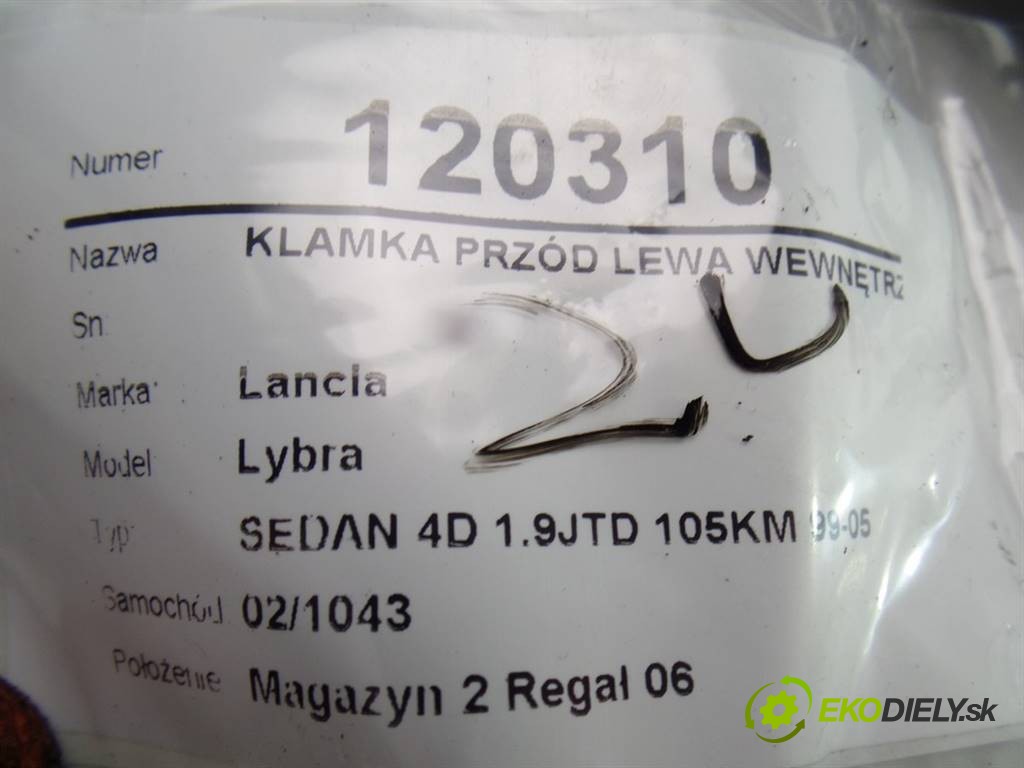 Numer 120310
Nazwa KLAMKA PRZÓD LEWA WEWNĘTRZ
Sn.
Marka Lancia
Model Lybra
Typ SEDAN 4D 1.9JTD 105KM 99-05
Samochód 02/1043
Położenie Magazyn 2 Regał 06
EKODIELY.sk